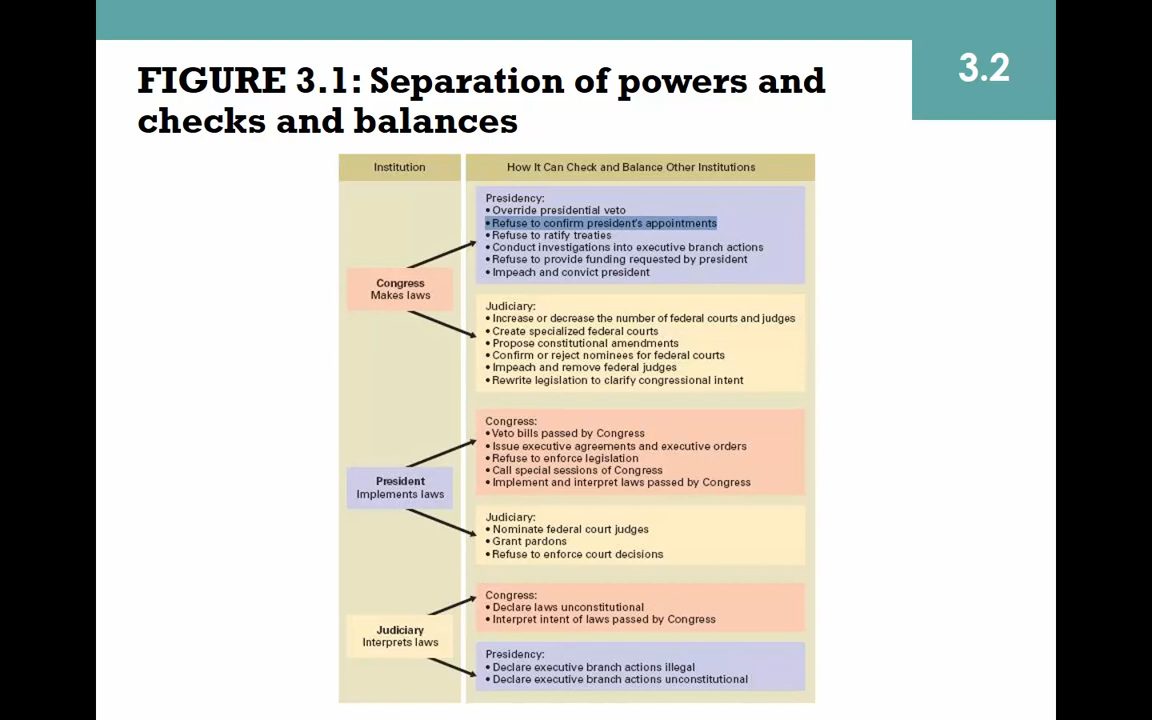 FIGURE 3.1: Separation of powers and
checks and balances
3.2
Institution
How It Can Check and Balance Other Institutions
Congress
Makes laws
Presidency:
• Override presidential veto
• Refuse to confirm president's appointments
• Refuse to ratify treaties
• Conduct investigations into executive branch actions
• Refuse to provide funding requested by president
• Impeach and convict president
Judiciary:
• Increase or decrease the number of federal courts and judges
• Create specialized federal courts
• Propose constitutional amendments
• Confirm or reject nominees for federal courts
• Impeach and remove federal judges
• Rewrite legislation to clarify congressional intent
President
Implements laws
Congress:
• Veto bills passed by Congress
• Issue executive agreements and executive orders
• Refuse to enforce legislation
• Call special sessions of Congress
• Implement and interpret laws passed by Congress
Judiciary:
• Nominate federal court judges
• Grant pardons
• Refuse to enforce court decisions
Judiciary
Interprets laws
Congress:
• Declare laws unconstitutional
• Interpret intent of laws passed by Congress
Presidency:
• Declare executive branch actions illegal
• Declare executive branch actions unconstitutional